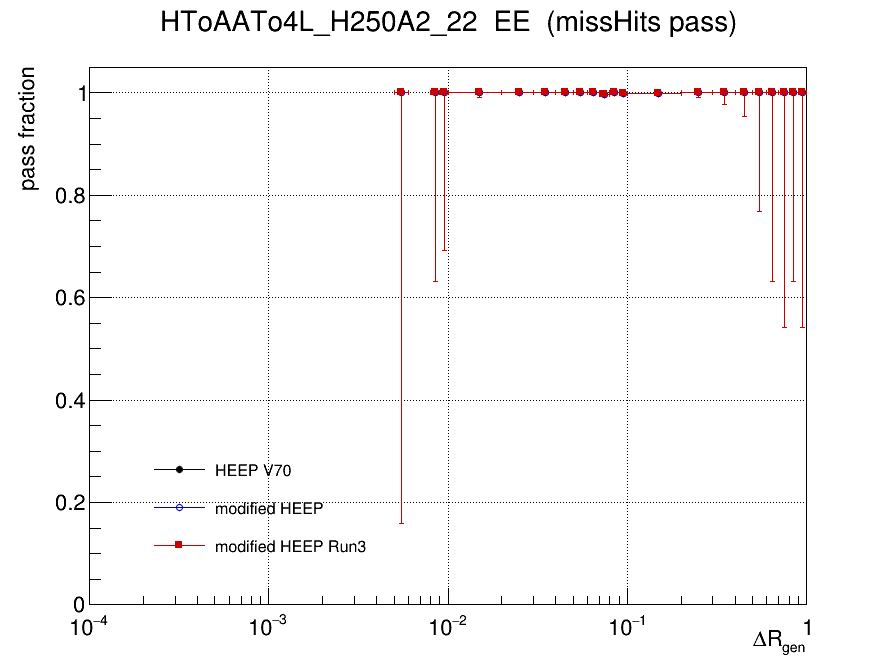 HToAATo4L_H250A2_22 EE (missHits pass)
pass fraction
1
0.8
0.6
0.4
0.2
0
HEEP V70
modified HEEP
modified HEEP Run3
10⁻⁴ 10⁻³ 10⁻² 10⁻¹ 1
ΔR_gen